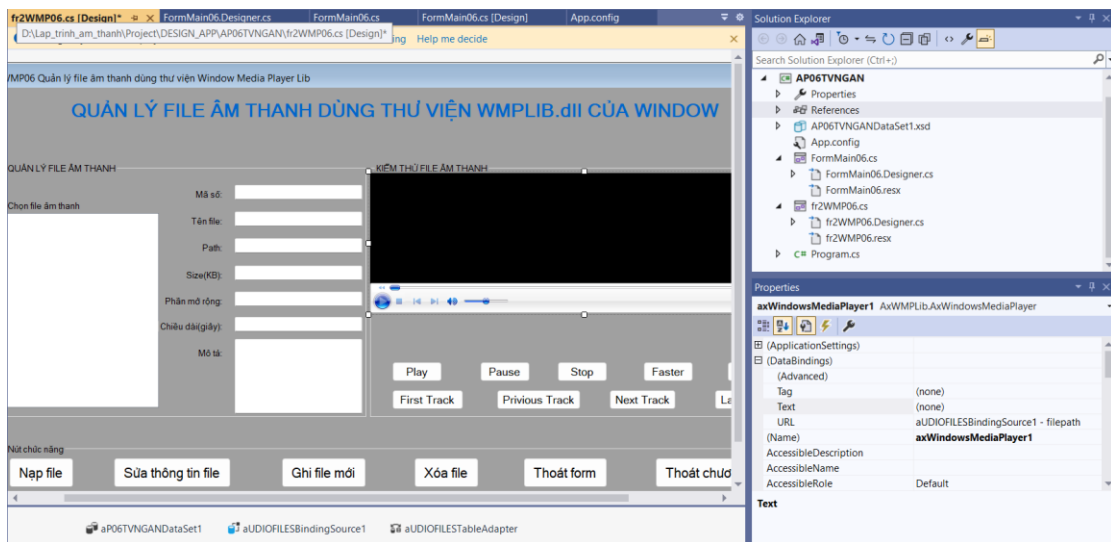 fr2WMP06.cs [Design]* FormMain06.Designer.cs FormMain06.cs FormMain06.cs [Design] App.config
D:\Lap_trinh_am_thanh\Project\DESIGN_APP\AP06TVNGAN\fr2WMP06.cs [Design]* ing Help me decide
/MP06 Quản lý file âm thanh dùng thư viện Window Media Player Lib
QUẢN LÝ FILE ÂM THANH DÙNG THƯ VIỆN WMPLIB.dll CỦA WINDOW
QUẢN LÝ FILE ÂM THANH
Chọn file âm thanh
Mã số:
Tên file:
Path:
Size(KB):
Phần mở rộng:
Chiều dài(giây):
Mô tả:
KIỂM THỬ FILE ÂM THANH
Play Pause Stop Faster
First Track Privious Track Next Track La
Nút chức năng
Nạp file Sửa thông tin file Ghi file mới Xóa file Thoát form Thoát chươ
aP06TVNGANDataSet1 aUDIOFILESBindingSource1 aUDIOFILESTableAdapter
Solution Explorer
Search Solution Explorer (Ctrl+;)
C# AP06TVNGAN
Properties
References
AP06TVNGANDataSet1.xsd
App.config
FormMain06.cs
FormMain06.Designer.cs
FormMain06.resx
fr2WMP06.cs
fr2WMP06.Designer.cs
fr2WMP06.resx
C# Program.cs
Properties
axWindowsMediaPlayer1 AxWMPLib.AxWindowsMediaPlayer
(ApplicationSettings)
(DataBindings)
(Advanced)
Tag (none)
Text (none)
URL aUDIOFILESBindingSource1 - filepath
(Name) axWindowsMediaPlayer1
AccessibleDescription
AccessibleName
AccessibleRole Default
Text